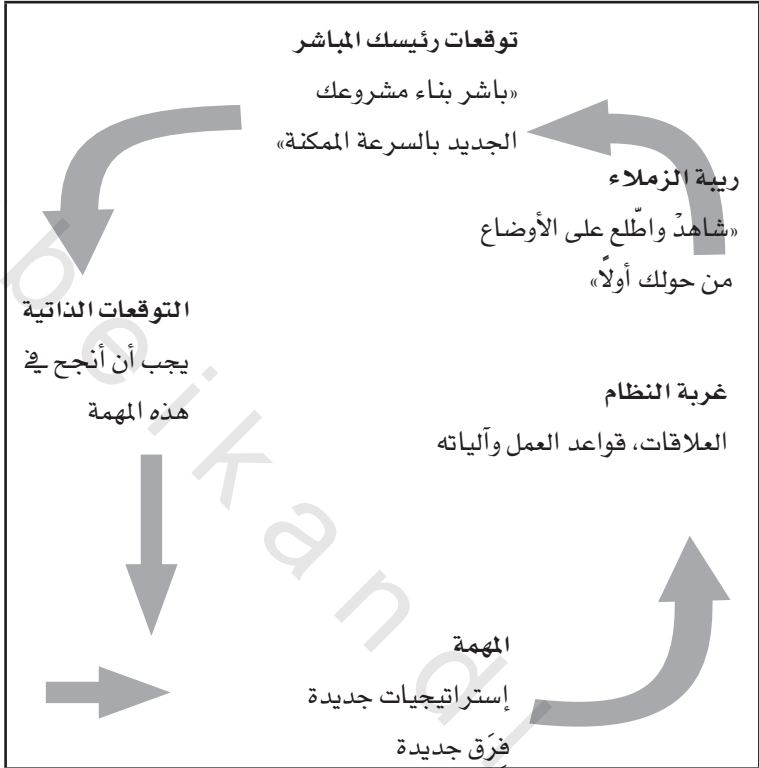 توقعات رئيسك المباشر
«باشر بناء مشروعك
الجديد بالسرعة الممكنة»
ريبة الزملاء
«شاهدْ واطّلع على الأوضاع
من حولك أولاً»
التوقعات الذاتية
يجب أن أنجح في
هذه المهمة
غربة النظام
العلاقات، قواعد العمل وآلياته
المهمة
إستراتيجيات جديدة
فِرَق جديدة
beikandl